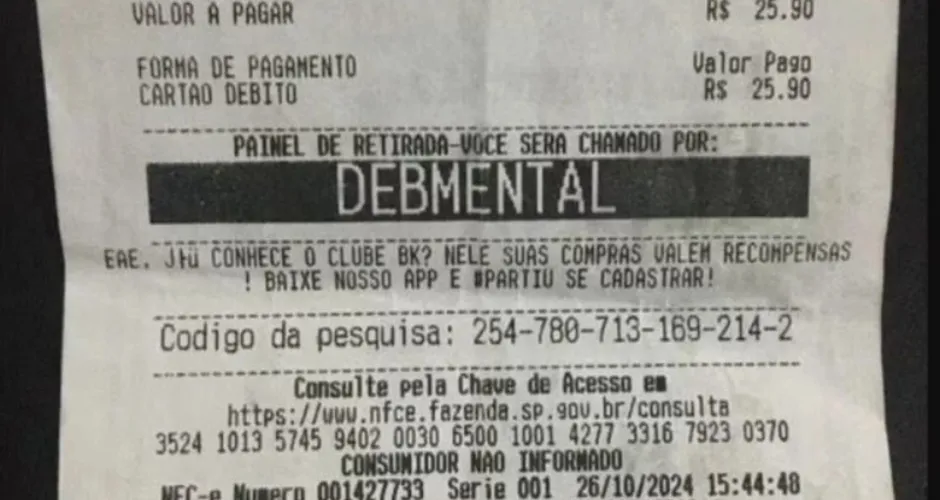 VALOR A PAGAR R$ 25.90
FORMA DE PAGAMENTO Valor Pago
CARTAO DEBITO R$ 25.90
PAINEL DE RETIRADA-VOCE SERA CHAMADO POR:
DEBMENTAL
EAE, CONHECE O CLUBE BK? NELE SUAS COMPRAS VALEM RECOMPENSAS
! BAIXE NOSSO APP E #PARTIU SE CADASTRAR!
Codigo da pesquisa: 254-780-713-169-214-2
Consulte pela Chave de Acesso em
https://www.nfce.fazenda.sp.gov.br/consulta
3524 1013 5745 9402 0030 6500 1001 4277 3316 7923 0370
CONSUMIDOR NAO INFORMADO
NFC-e Numero 001427733 Serie 001 26/10/2024 15:44:48